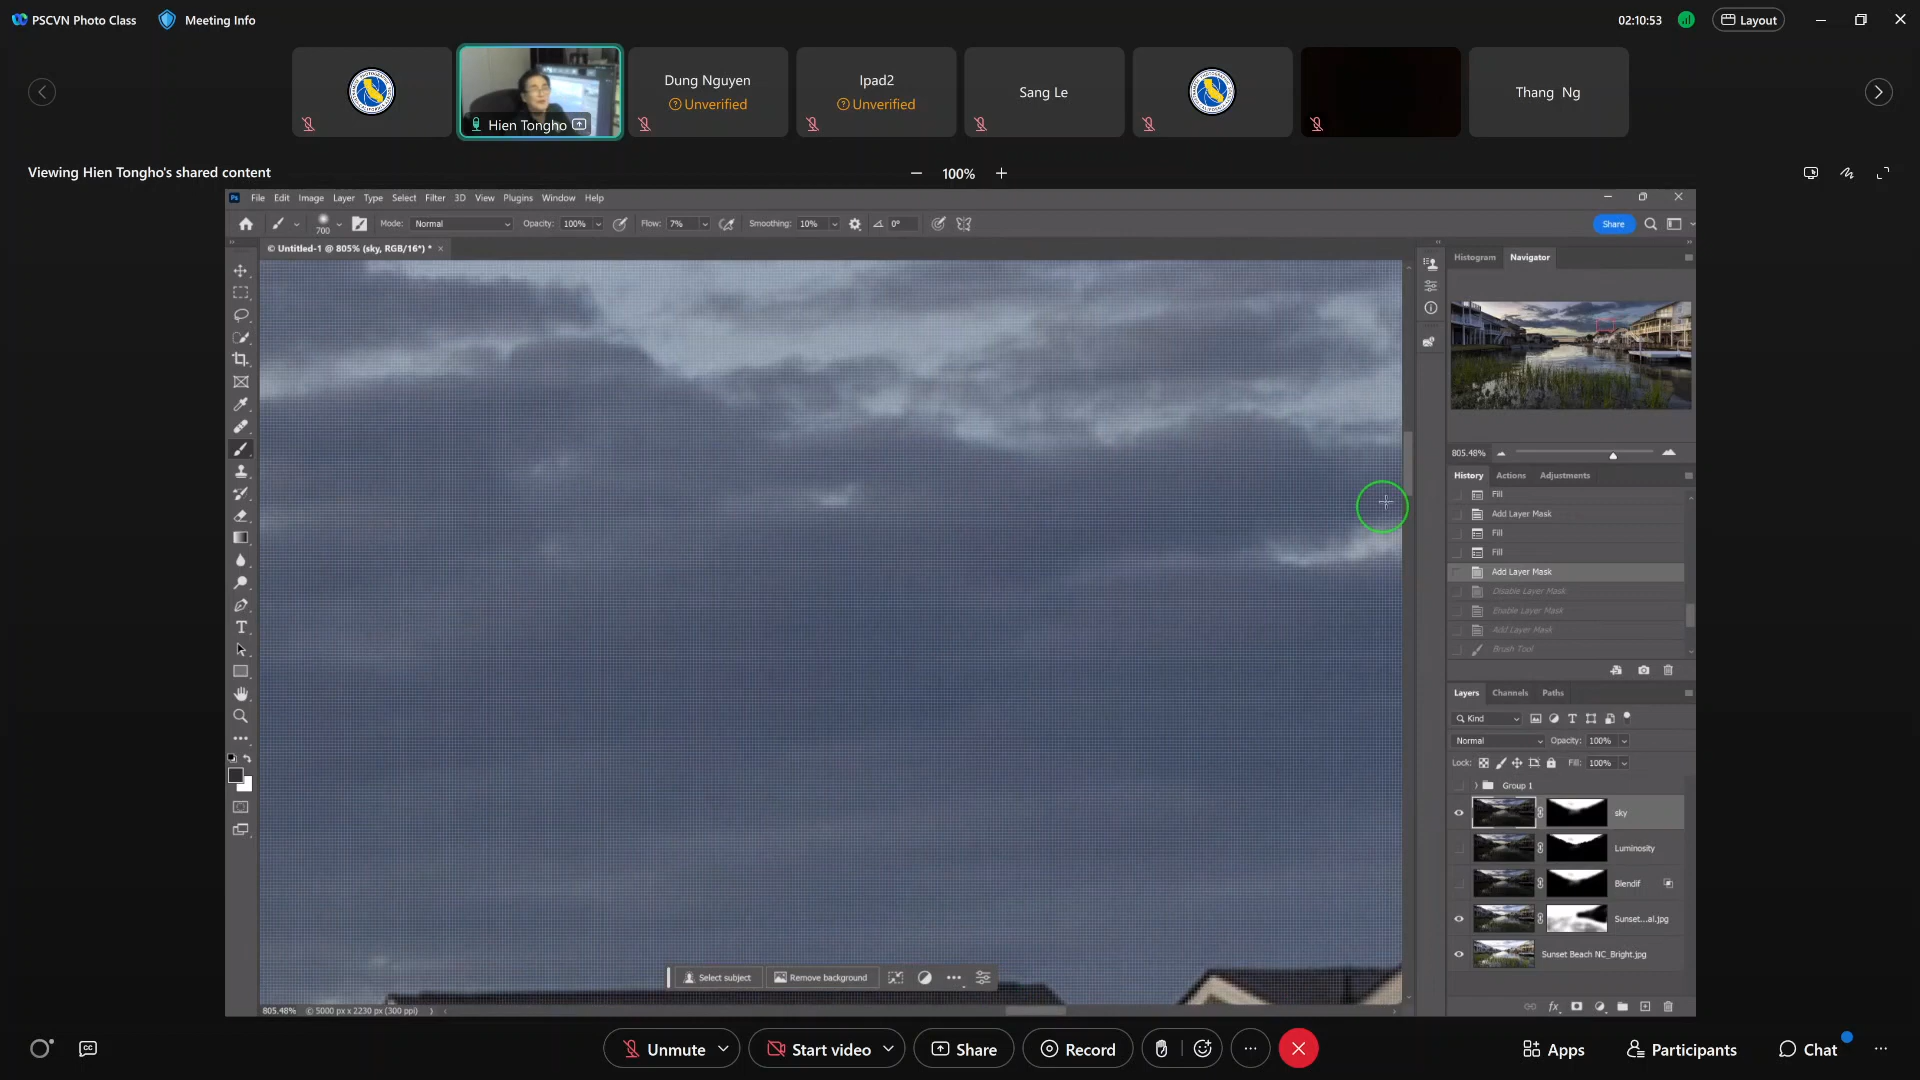 PSCVN Photo Class
Meeting Info
02:10:53
Layout
Hien Tongho
Dung Nguyen
Unverified
Ipad2
Unverified
Sang Le
Thang Ng
Viewing Hien Tongho's shared content
100%
Ps File Edit Image Layer Type Select Filter 3D View Plugins Window Help
700
Mode: Normal
Opacity: 100%
Flow: 7%
Smoothing: 10%
0°
Share
© Untitled-1 @ 805% (sky, RGB/16*) *
Histogram Navigator
805.48%
History Actions Adjustments
Fill
Add Layer Mask
Fill
Fill
Add Layer Mask
Disable Layer Mask
Enable Layer Mask
Add Layer Mask
Brush Tool
Layers Channels Paths
Kind
Normal
Opacity: 100%
Lock:
Fill: 100%
Group 1
sky
Luminosity
Blendif
Sunset...al.jpg
Sunset Beach NC_Bright.jpg
fx
Select subject
Remove background
805.48%
© 5000 px x 2230 px (300 ppi)
CC
Unmute
Start video
Share
Record
Apps
Participants
Chat